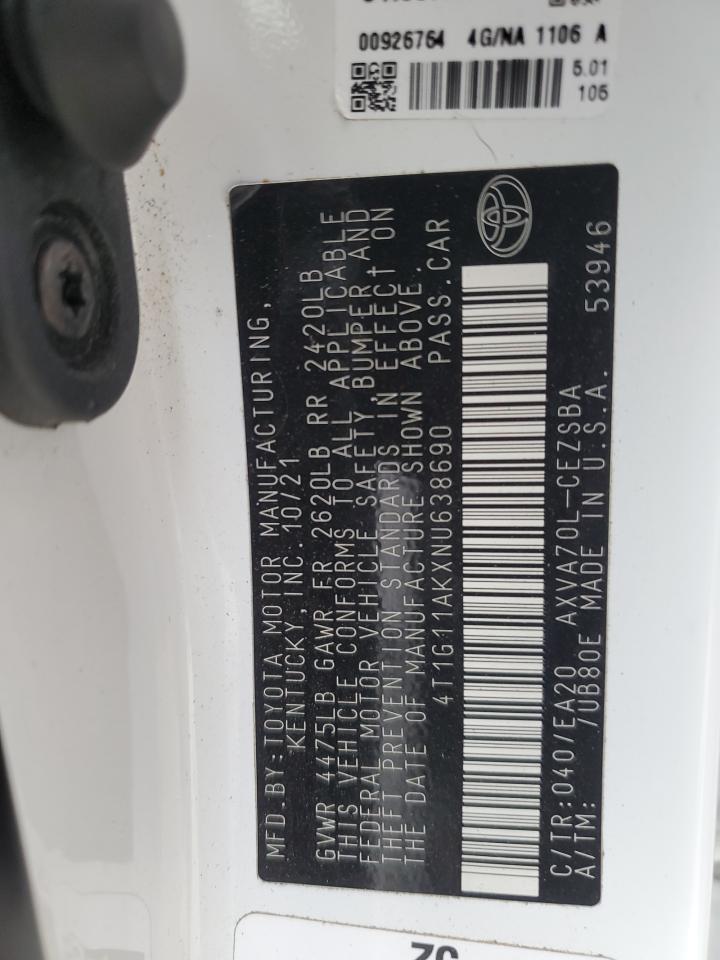 00926764 4G/NA 1106 A
5.01
105
MFD.BY:TOYOTA MOTOR MANUFACTURING,
KENTUCKY, INC. 10/21
GVWR 4475LB GAWR FR 2620LB RR 2420LB
THIS VEHICLE CONFORMS TO ALL APPLICABLE
FEDERAL MOTOR VEHICLE SAFETY, BUMPER AND
THEFT PREVENTION STANDARDS IN EFFECT ON
THE DATE OF MANUFACTURE SHOWN ABOVE.
4T1G11AKXNU638690 PASS.CAR
C/TR:040/EA20 AXVA70L-CEZSBA
A/TM: /UB80E MADE IN U.S.A. 53946